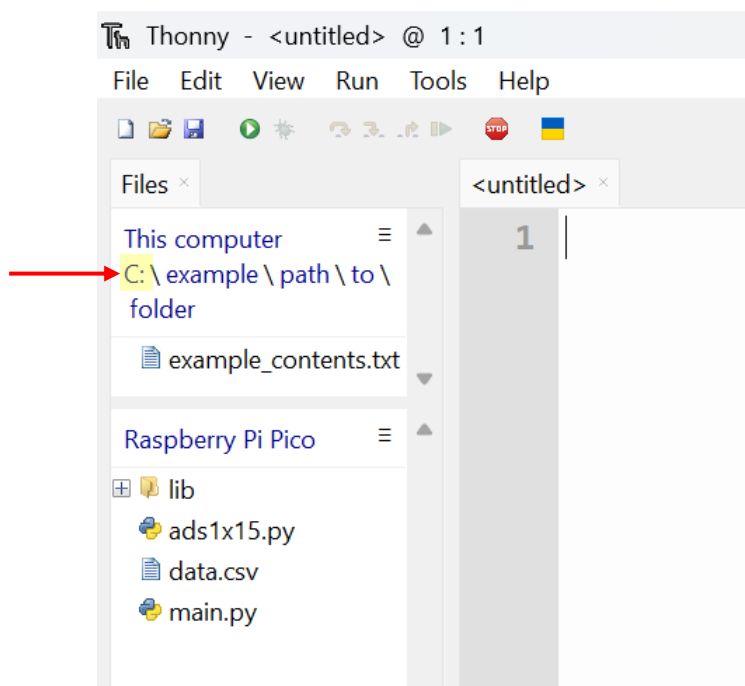 Thonny - <untitled> @ 1 : 1
File Edit View Run Tools Help
STOP
Files ×
<untitled> ×
This computer ≡
C: \ example \ path \ to \
folder
example_contents.txt
Raspberry Pi Pico ≡
lib
ads1x15.py
data.csv
main.py
1